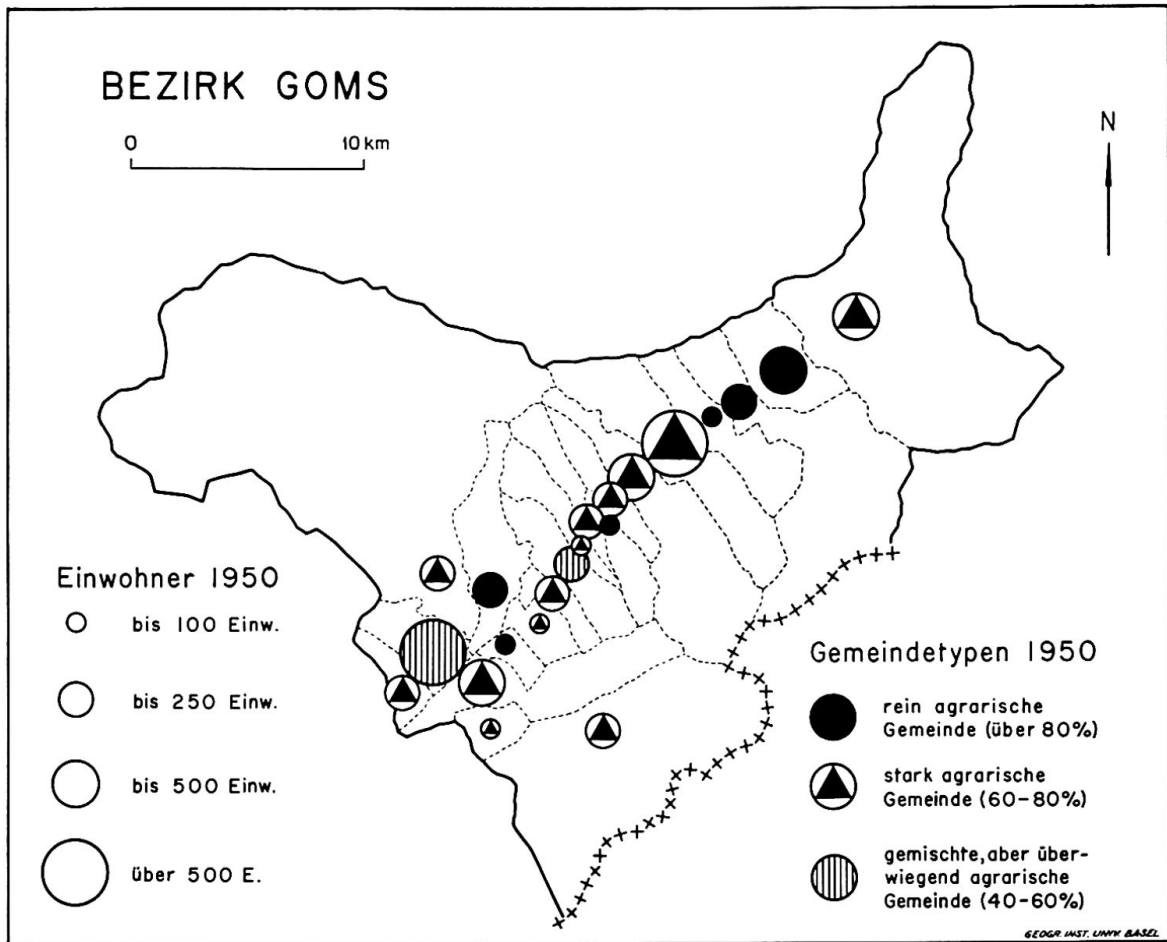 BEZIRK GOMS
0 10 km
N
Einwohner 1950
bis 100 Einw.
bis 250 Einw.
bis 500 Einw.
über 500 E.
Gemeindetypen 1950
rein agrarische
Gemeinde (über 80%)
stark agrarische
Gemeinde (60-80%)
gemischte, aber über-
wiegend agrarische
Gemeinde (40-60%)
GEOGR. INST. UNIV. BASEL